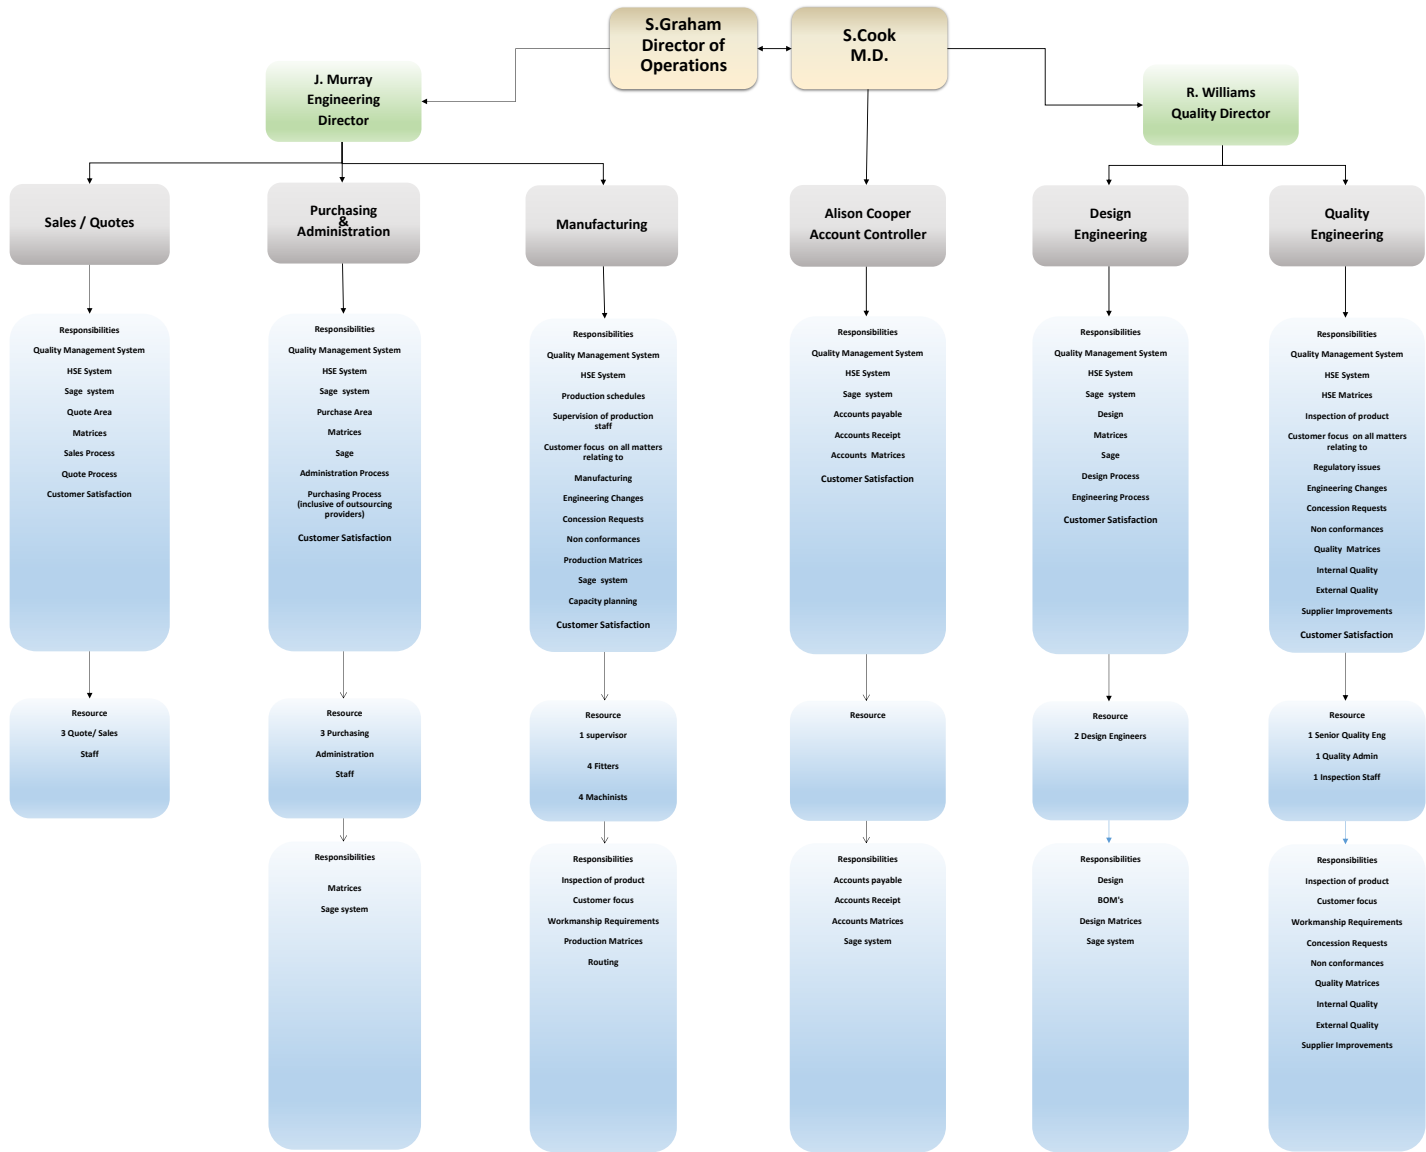 S.Graham
Director of
Operations
S.Cook
M.D.
J. Murray
Engineering
Director
R. Williams
Quality Director
Sales / Quotes
Purchasing
&
Administration
Manufacturing
Alison Cooper
Account Controller
Design
Engineering
Quality
Engineering
Responsibilities
Quality Management System
HSE System
Sage system
Quote Area
Matrices
Sales Process
Quote Process
Customer Satisfaction
Responsibilities
Quality Management System
HSE System
Sage system
Purchase Area
Matrices
Sage
Administration Process
Purchasing Process
(inclusive of outsourcing
providers)
Customer Satisfaction
Responsibilities
Quality Management System
HSE System
Production schedules
Supervision of production
staff
Customer focus on all matters
relating to
Manufacturing
Engineering Changes
Concession Requests
Non conformances
Production Matrices
Sage system
Capacity planning
Customer Satisfaction
Responsibilities
Quality Management System
HSE System
Sage system
Accounts payable
Accounts Receipt
Accounts Matrices
Customer Satisfaction
Responsibilities
Quality Management System
HSE System
Sage system
Design
Matrices
Sage
Design Process
Engineering Process
Customer Satisfaction
Responsibilities
Quality Management System
HSE System
HSE Matrices
Inspection of product
Customer focus on all matters
relating to
Regulatory issues
Engineering Changes
Concession Requests
Non conformances
Quality Matrices
Internal Quality
External Quality
Supplier Improvements
Customer Satisfaction
Resource
3 Quote/ Sales
Staff
Resource
3 Purchasing
Administration
Staff
Resource
1 supervisor
4 Fitters
4 Machinists
Resource
Resource
2 Design Engineers
Resource
1 Senior Quality Eng
1 Quality Admin
1 Inspection Staff
Responsibilities
Matrices
Sage system
Responsibilities
Inspection of product
Customer focus
Workmanship Requirements
Production Matrices
Routing
Responsibilities
Accounts payable
Accounts Receipt
Accounts Matrices
Sage system
Responsibilities
Design
BOM's
Design Matrices
Sage system
Responsibilities
Inspection of product
Customer focus
Workmanship Requirements
Concession Requests
Non conformances
Quality Matrices
Internal Quality
External Quality
Supplier Improvements